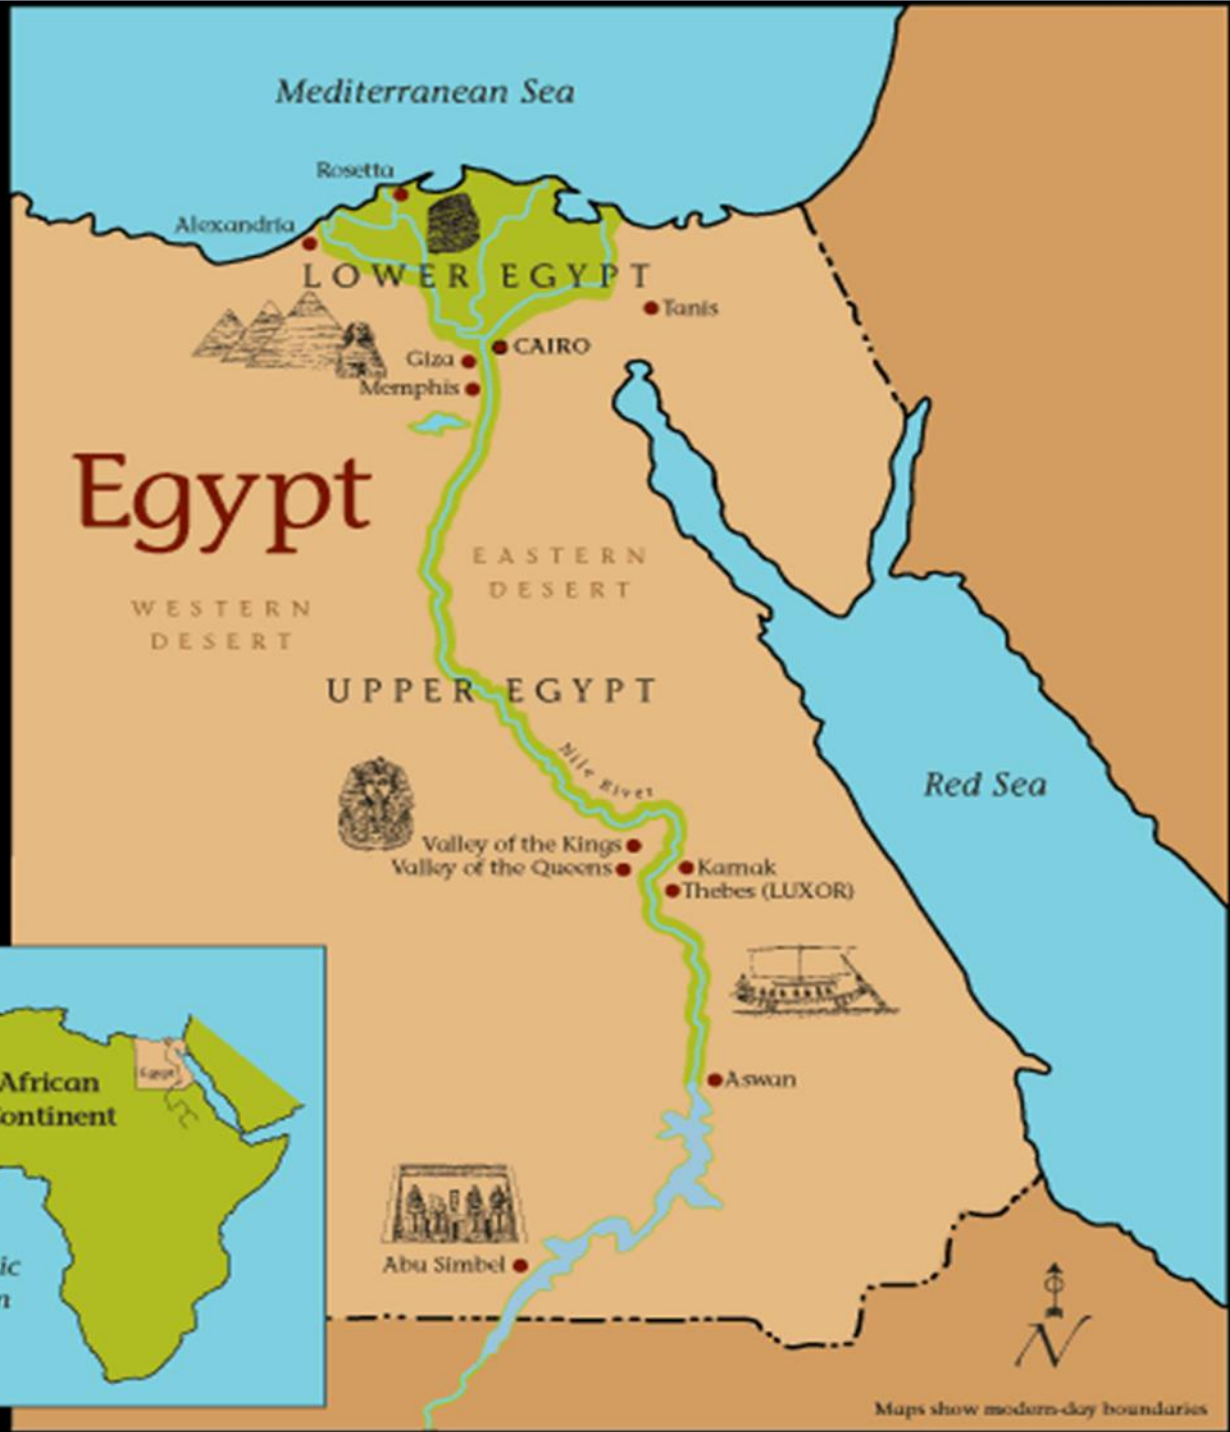 Mediterranean Sea
Rosetta
Alexandria
LOWER EGYPT
Tanis
CAIRO
Giza
Memphis
Egypt
EASTERN
DESERT
WESTERN
DESERT
UPPER EGYPT
Nile River
Red Sea
Valley of the Kings
Valley of the Queens
Karnak
Thebes (LUXOR)
Aswan
Egypt
African
ontinent
Abu Simbel
ic
n
N
Maps show modern-day boundaries